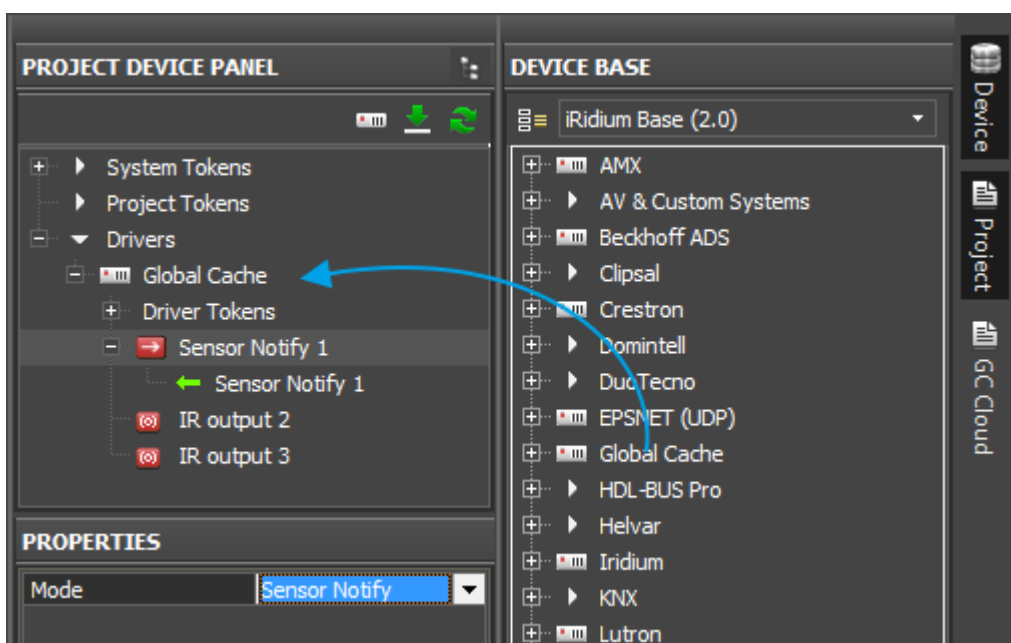 PROJECT DEVICE PANEL
System Tokens
Project Tokens
Drivers
Global Cache
Driver Tokens
Sensor Notify 1
Sensor Notify 1
IR output 2
IR output 3
PROPERTIES
Mode Sensor Notify
DEVICE BASE
iRidium Base (2.0)
AMX
AV & Custom Systems
Beckhoff ADS
Clipsal
Crestron
Domintell
DuoTecno
EPSNET (UDP)
Global Cache
HDL-BUS Pro
Helvar
Iridium
KNX
Lutron
Device
Project
GC Cloud